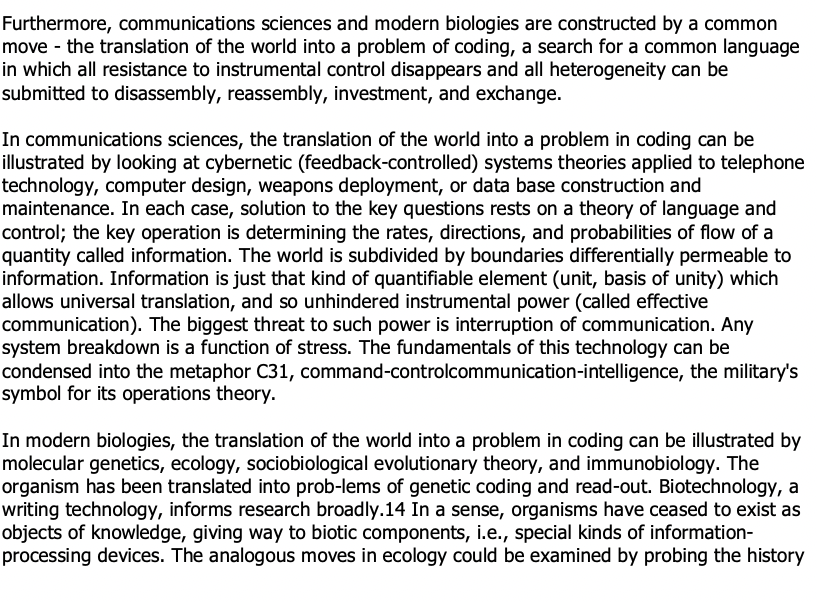 Furthermore, communications sciences and modern biologies are constructed by a common
move - the translation of the world into a problem of coding, a search for a common language
in which all resistance to instrumental control disappears and all heterogeneity can be
submitted to disassembly, reassembly, investment, and exchange.
In communications sciences, the translation of the world into a problem in coding can be
illustrated by looking at cybernetic (feedback-controlled) systems theories applied to telephone
technology, computer design, weapons deployment, or data base construction and
maintenance. In each case, solution to the key questions rests on a theory of language and
control; the key operation is determining the rates, directions, and probabilities of flow of a
quantity called information. The world is subdivided by boundaries differentially permeable to
information. Information is just that kind of quantifiable element (unit, basis of unity) which
allows universal translation, and so unhindered instrumental power (called effective
communication). The biggest threat to such power is interruption of communication. Any
system breakdown is a function of stress. The fundamentals of this technology can be
condensed into the metaphor C31, command-controlcommunication-intelligence, the military's
symbol for its operations theory.
In modern biologies, the translation of the world into a problem in coding can be illustrated by
molecular genetics, ecology, sociobiological evolutionary theory, and immunobiology. The
organism has been translated into prob-lems of genetic coding and read-out. Biotechnology, a
writing technology, informs research broadly.14 In a sense, organisms have ceased to exist as
objects of knowledge, giving way to biotic components, i.e., special kinds of information-
processing devices. The analogous moves in ecology could be examined by probing the history